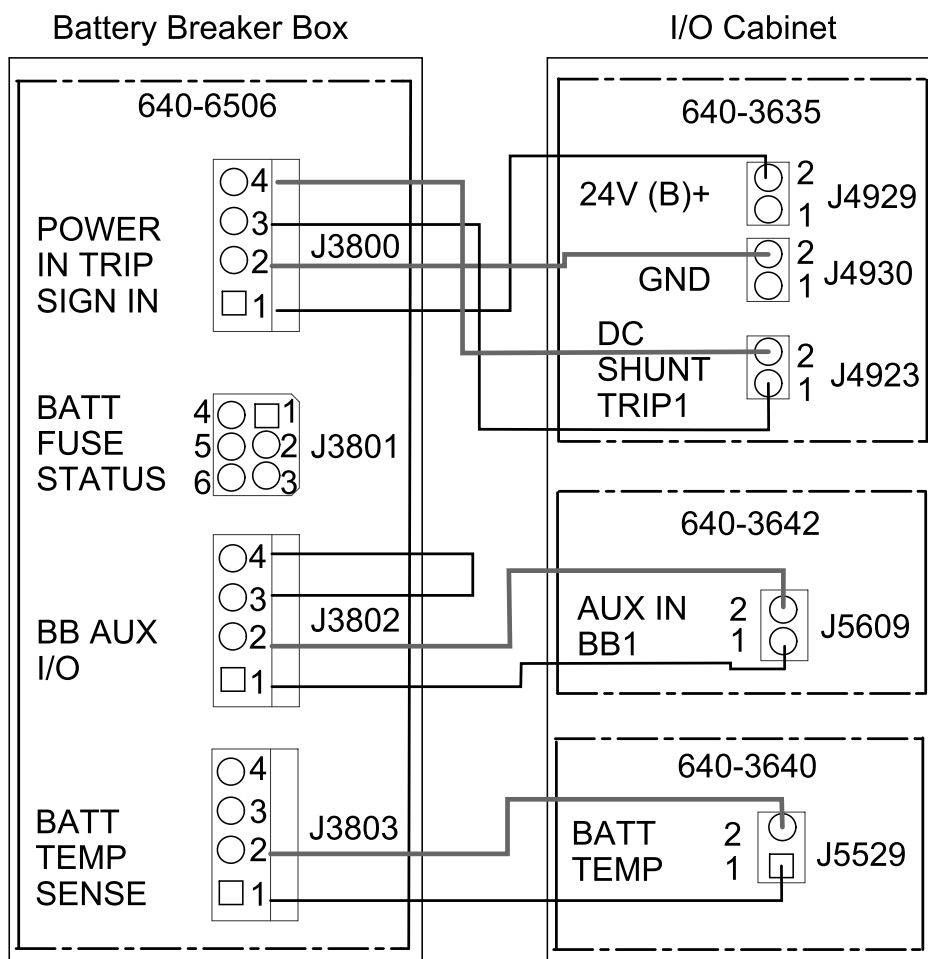 Battery Breaker Box
I/O Cabinet
640-6506
POWER
IN TRIP
SIGN IN
4
3
2
1
J3800
BATT
FUSE
STATUS
4 1
5 2
6 3
J3801
BB AUX
I/O
4
3
2
1
J3802
BATT
TEMP
SENSE
4
3
2
1
J3803
640-3635
24V (B)+
2
1
J4929
GND
2
1
J4930
DC
SHUNT
TRIP1
2
1
J4923
640-3642
AUX IN
BB1
2
1
J5609
640-3640
BATT
TEMP
2
1
J5529